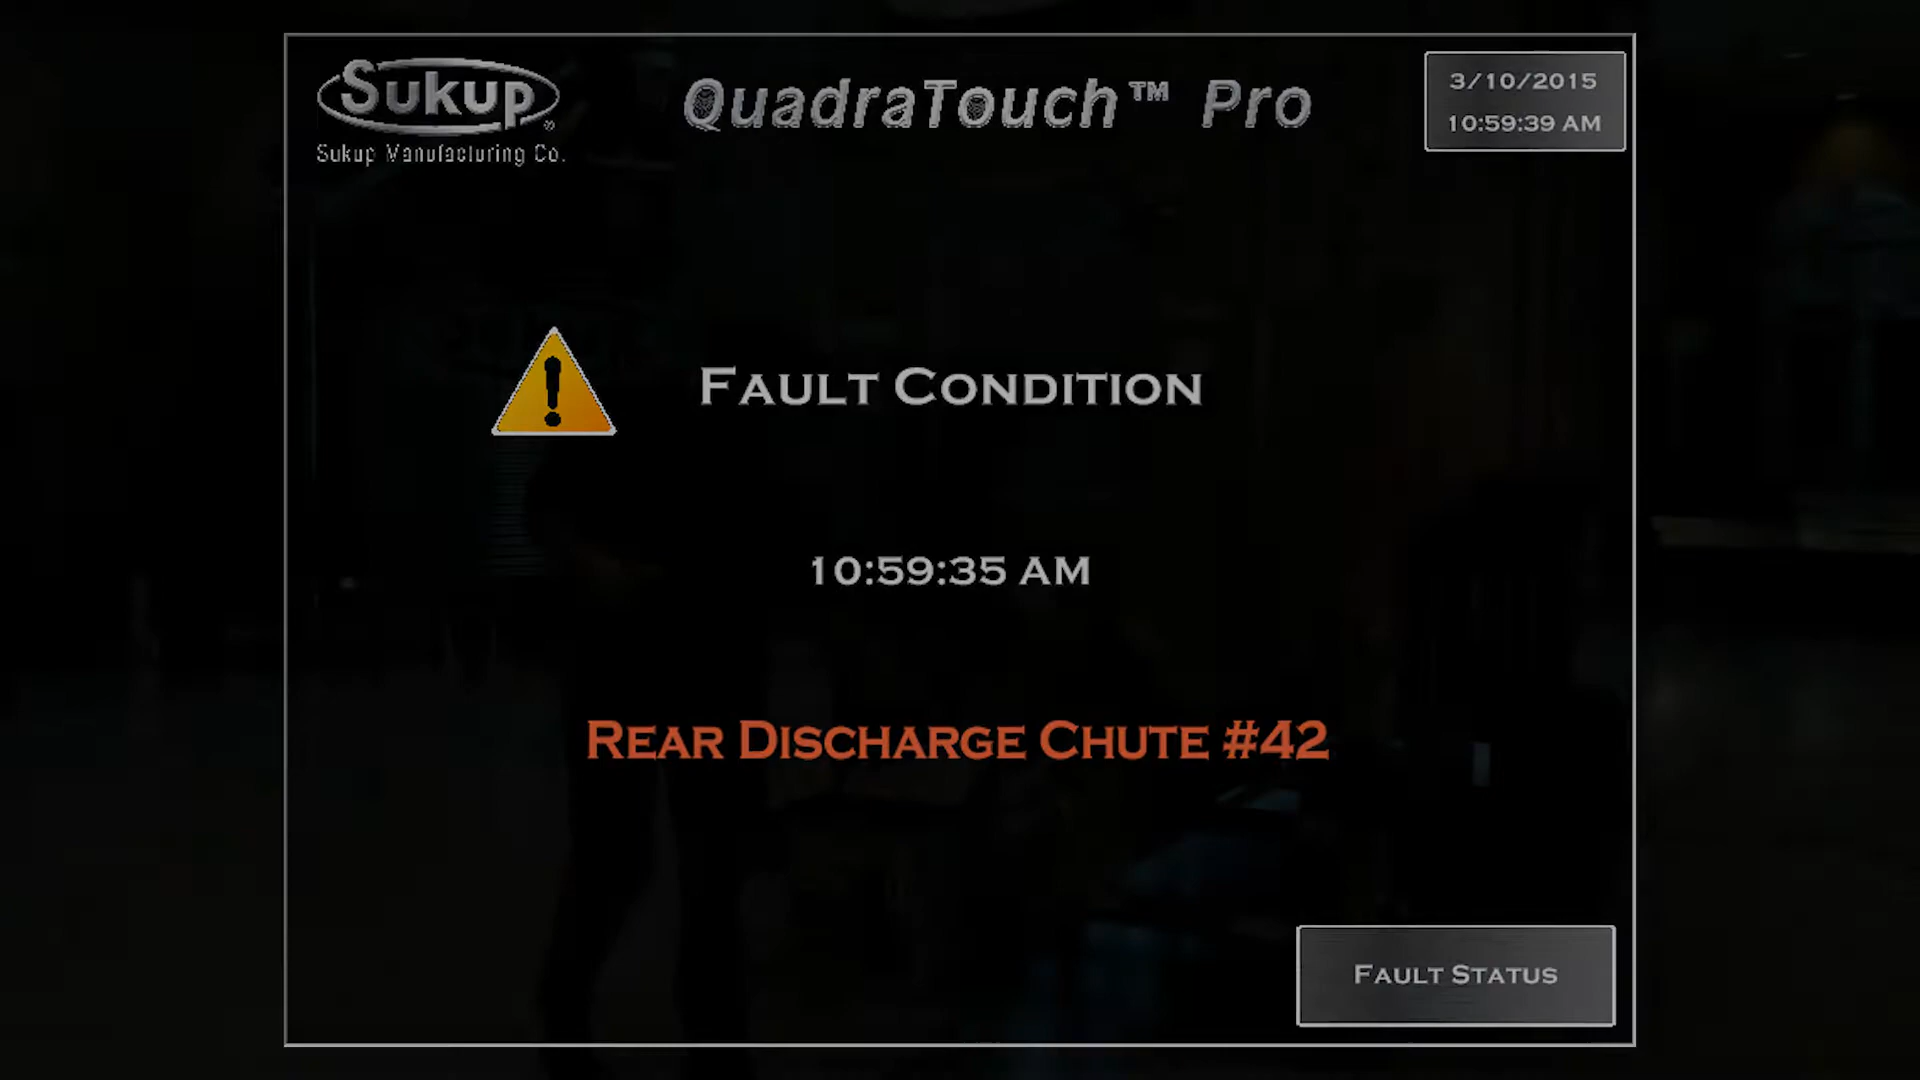 Sukup
®
Sukup Manufacturing Co.
QuadraTouch™ Pro
3/10/2015
10:59:39 AM
FAULT CONDITION
10:59:35 AM
REAR DISCHARGE CHUTE #42
FAULT STATUS